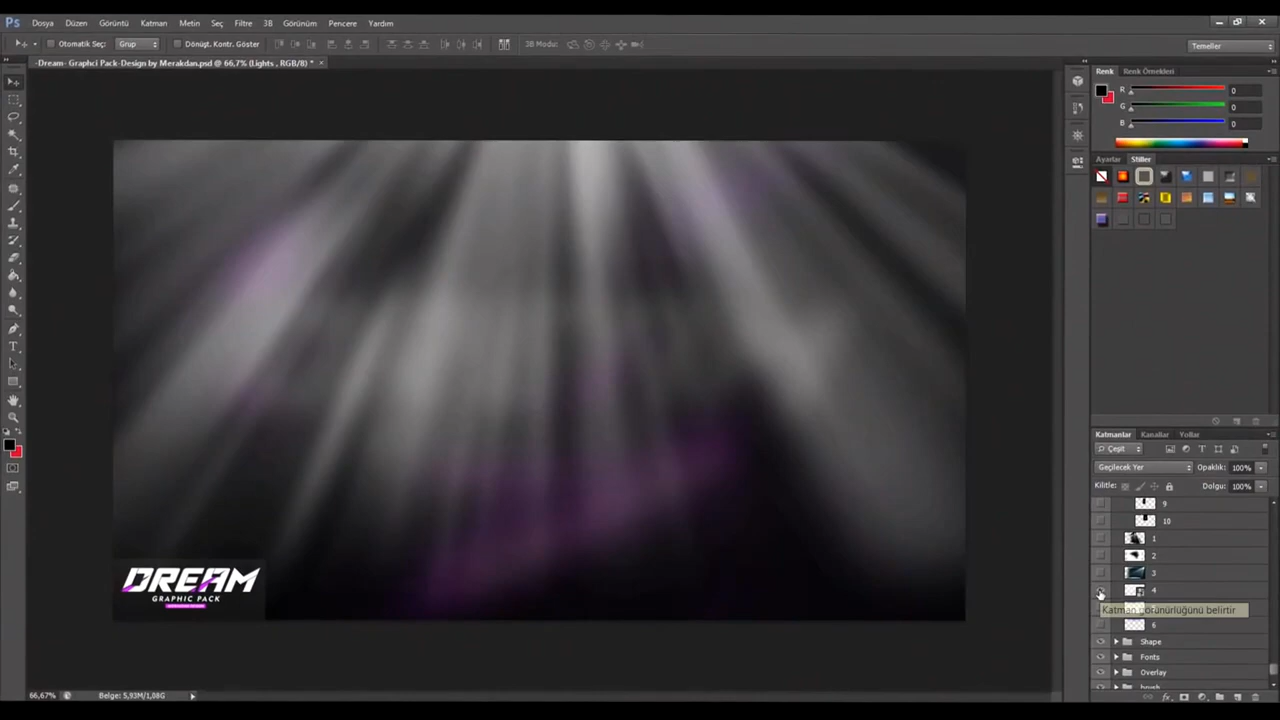 Ps Dosya Düzen Görüntü Katman Metin Seç Filtre 3B Görünüm Pencere Yardım
Otomatik Seç: Grup Dönüşt. Kontr. Göster 3B Modu: Temeller
-Dream- Graphci Pack-Design by Merakdan.psd @ 66,7% (Lights , RGB/8) * ×
Renk Renk Örnekleri
R 0
G 0
B 0
Ayarlar Stiller
Katmanlar Kanallar Yollar
Çeşit
Geçilecek Yer Opaklık: 100%
Kilitle: Dolgu: 100%
9
10
1
2
3
4
Katman görünürlüğünü belirtir
6
Shape
Fonts
Overlay
brush
DREAM
GRAPHIC PACK
66,67% Belge: 5,93M/1,08G